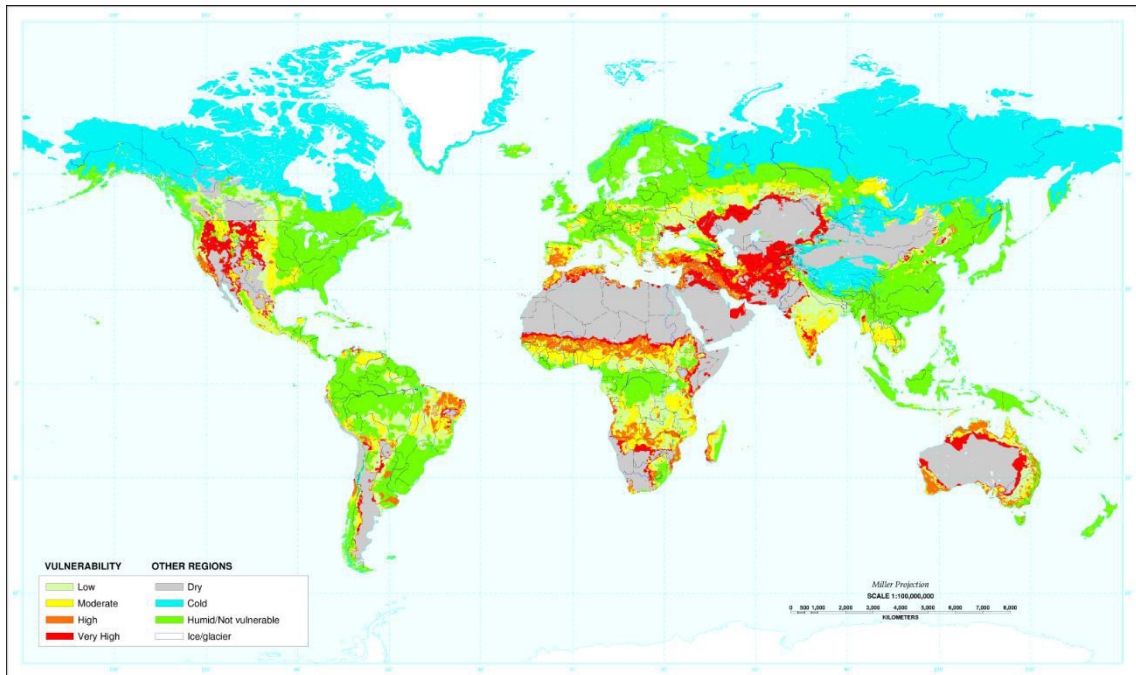 VULNERABILITY
Low
Moderate
High
Very High
OTHER REGIONS
Dry
Cold
Humid/Not vulnerable
Ice/glacier
Miller Projection
SCALE 1:100,000,000
0 500 1,000 2,000 3,000 4,000 5,000 6,000 7,000 8,000
KILOMETERS